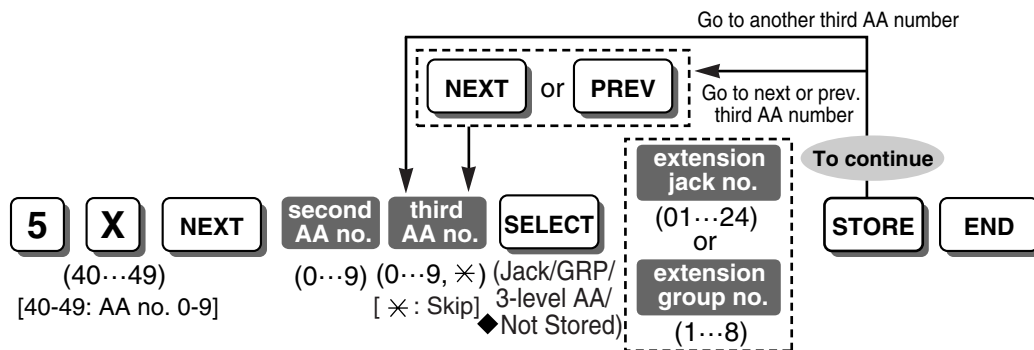 Go to another third AA number
NEXT or PREV
Go to next or prev.
third AA number
To continue
extension
jack no.
(01···24)
or
extension
group no.
(1···8)
5 X NEXT
second
AA no.
third
AA no.
SELECT
STORE END
(40···49)
[40-49: AA no. 0-9]
(0···9) (0···9, ✳)
[ ✳ : Skip]
(Jack/GRP/
3-level AA/
◆Not Stored)